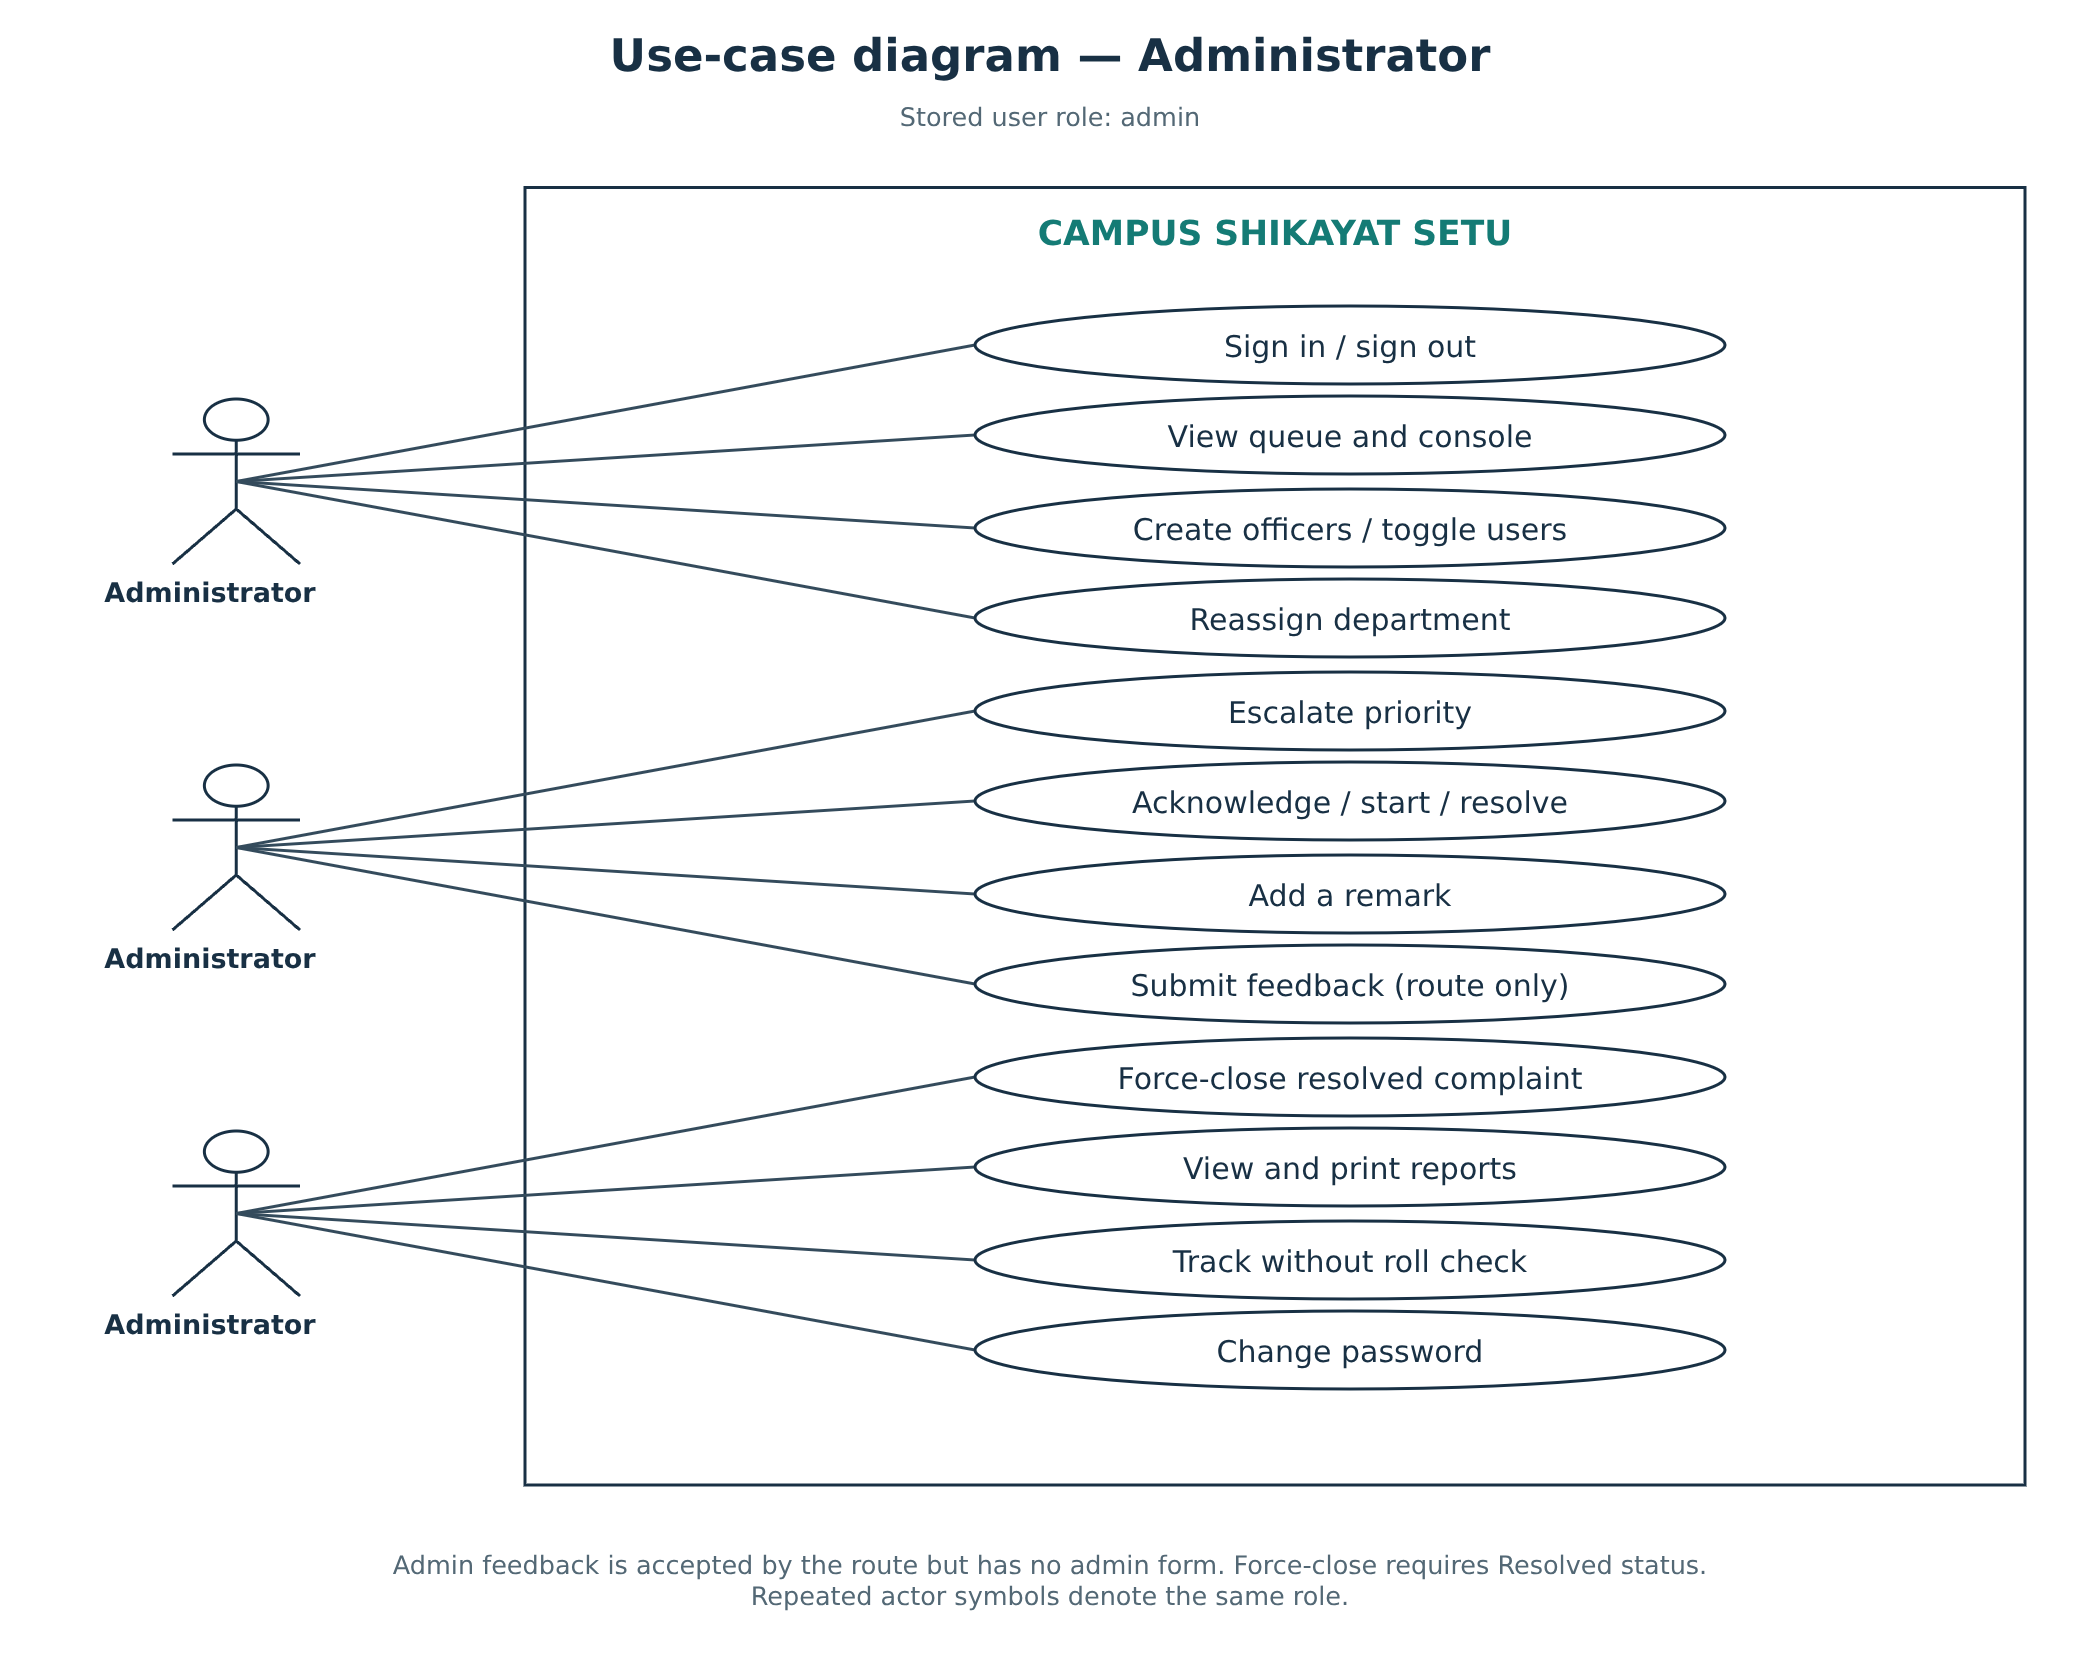 Use-case diagram — Administrator
Stored user role: admin
CAMPUS SHIKAYAT SETU
Sign in / sign out
View queue and console
Create officers / toggle users
Reassign department
Administrator
Escalate priority
Acknowledge / start / resolve
Add a remark
Submit feedback (route only)
Administrator
Force-close resolved complaint
View and print reports
Track without roll check
Change password
Administrator
Admin feedback is accepted by the route but has no admin form. Force-close requires Resolved status.
Repeated actor symbols denote the same role.